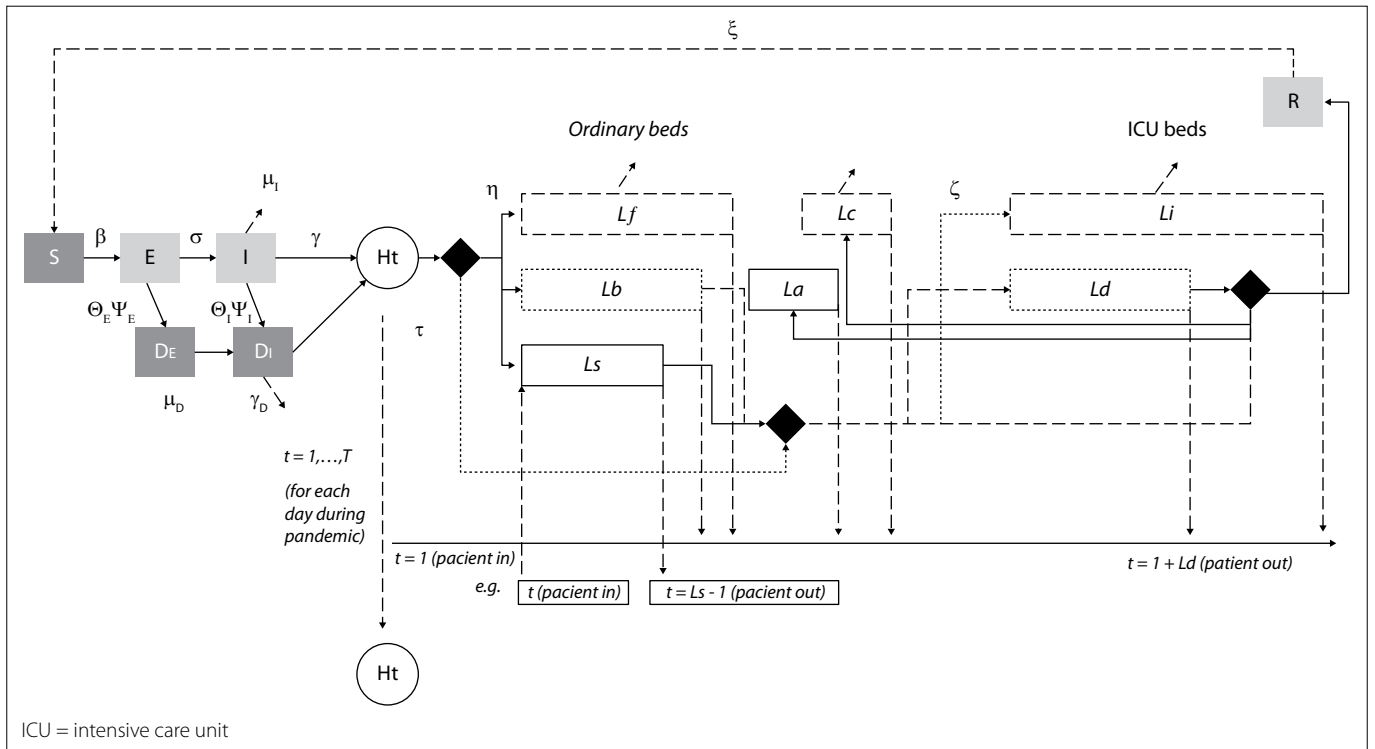 ξ
R
Ordinary beds
ICU beds
μI
η
ζ
Lf
Lc
Li
β
σ
γ
S
E
I
Ht
Lb
La
Ld
ΘEΨE
ΘIΨI
τ
DE
DI
Ls
μD
γD
t = 1,...,T
(for each
day during
pandemic)
t = 1 (pacient in)
t = 1 + Ld (patient out)
e.g.
t (pacient in)
t = Ls - 1 (pacient out)
Ht
ICU = intensive care unit